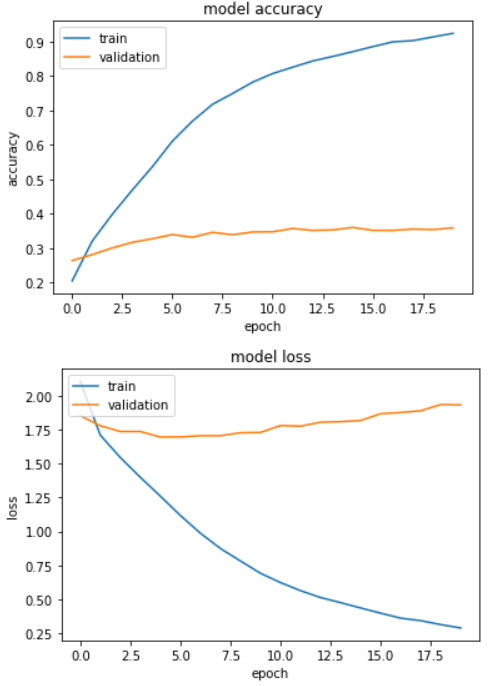 model accuracy
train
validation
0.9
0.8
0.7
0.6
0.5
0.4
0.3
0.2
accuracy
0.0 2.5 5.0 7.5 10.0 12.5 15.0 17.5
epoch
model loss
train
validation
2.00
1.75
1.50
1.25
1.00
0.75
0.50
0.25
loss
0.0 2.5 5.0 7.5 10.0 12.5 15.0 17.5
epoch